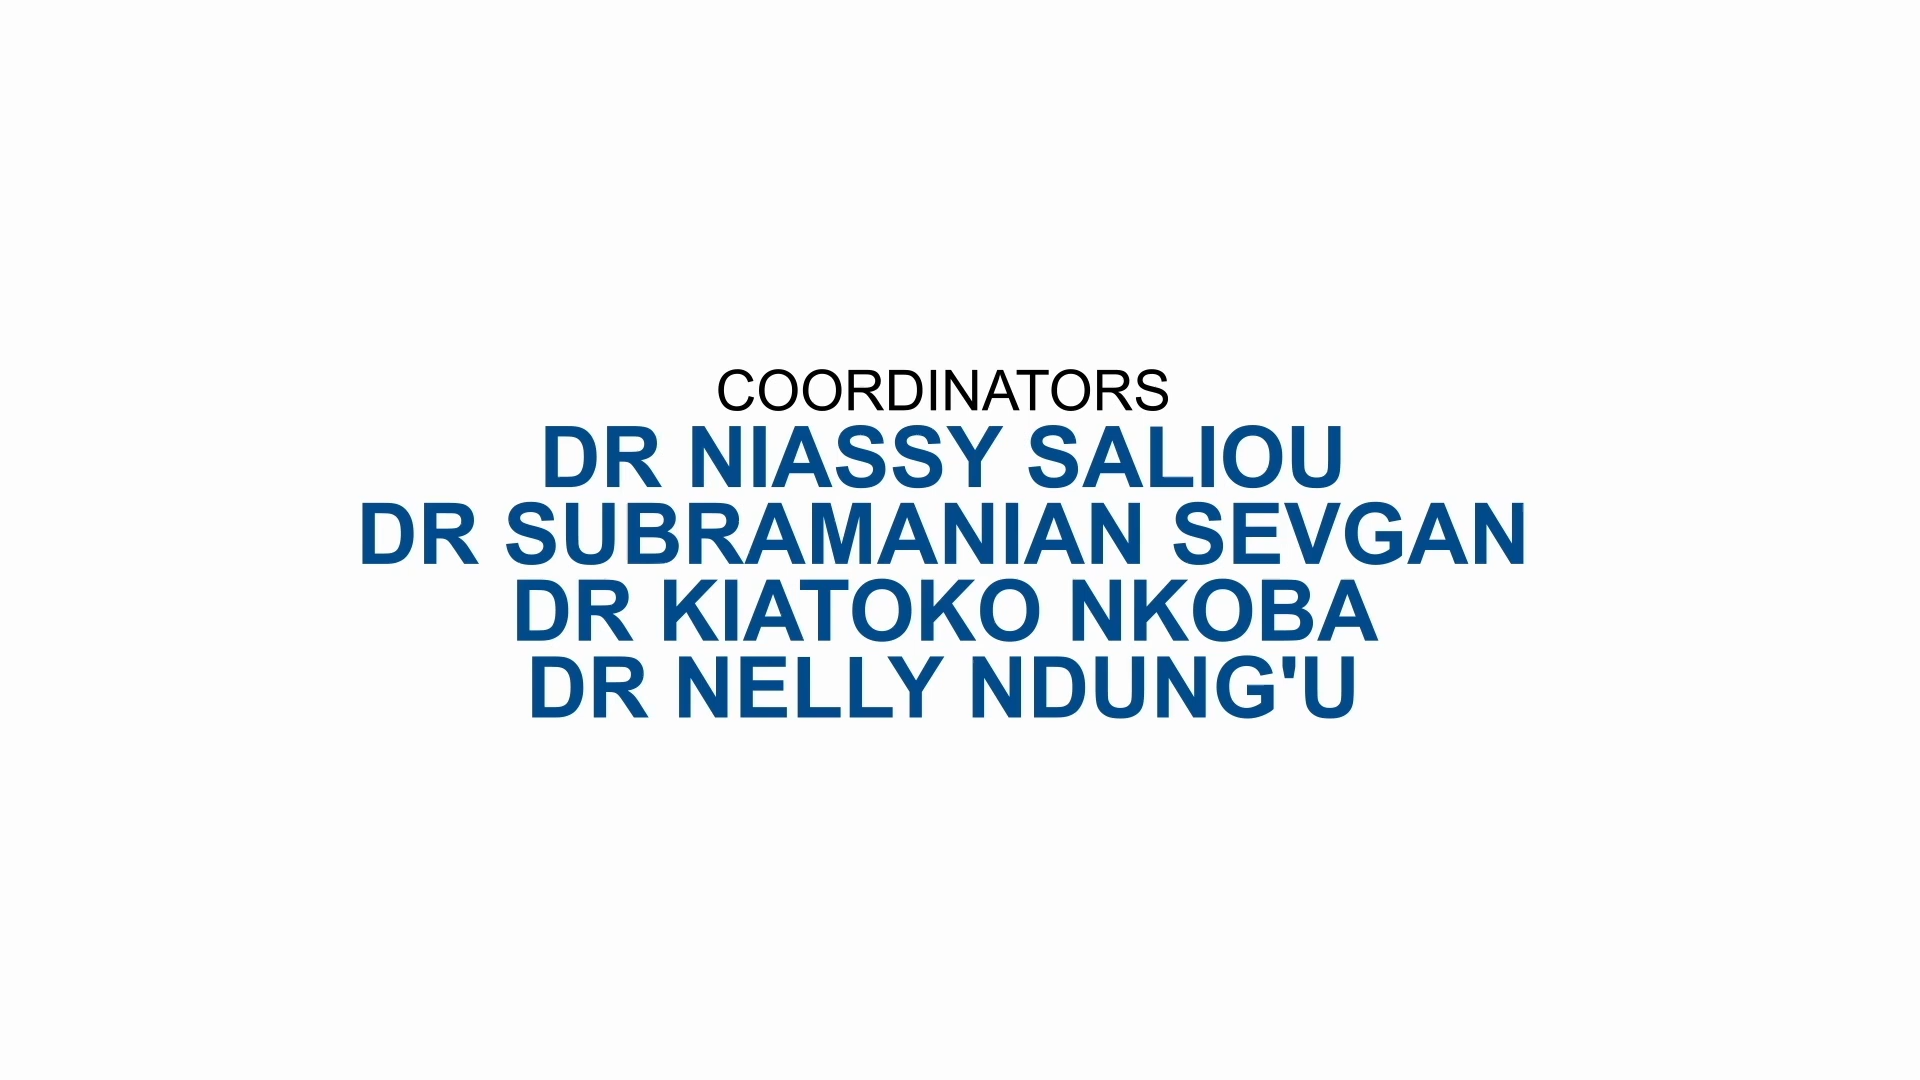 COORDINATORS
DR NIASSY SALIOU
DR SUBRAMANIAN SEVGAN
DR KIATOKO NKOBA
DR NELLY NDUNG'U